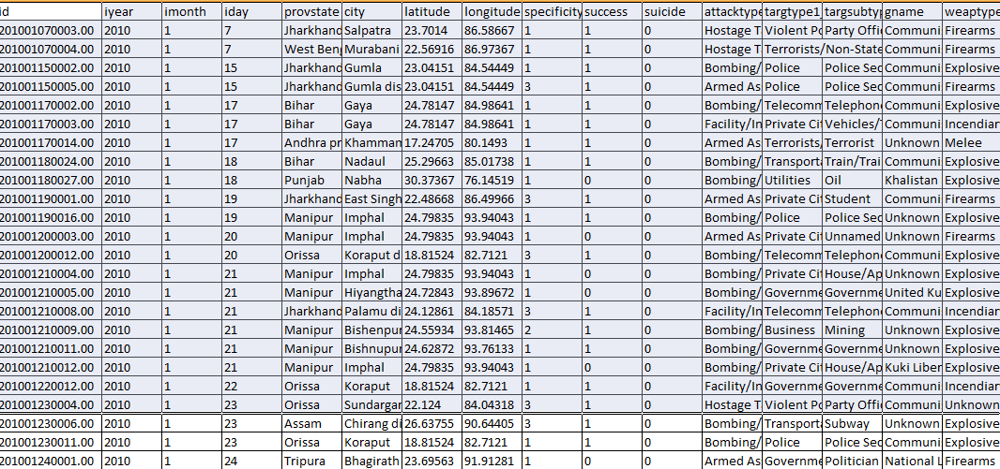 id iyear imonth iday provstate city latitude longitude specificity success suicide attacktype targtype1_ targsubtyp gname weaptype
201001070003.00 2010 1 7 Jharkhand Salpatra 23.7014 86.58667 1 1 0 Hostage T Violent Po Party Offi Communi Firearms
201001070004.00 2010 1 7 West Beng Murabani 22.56916 86.97367 1 1 0 Hostage T Terrorists/Non-State Communi Firearms
201001150002.00 2010 1 15 Jharkhand Gumla 23.04151 84.54449 1 1 0 Bombing/ Police Police Sec Communi Explosive
201001150005.00 2010 1 15 Jharkhand Gumla dis 23.04151 84.54449 3 1 0 Armed As Police Police Sec Communi Firearms
201001170002.00 2010 1 17 Bihar Gaya 24.78147 84.98641 1 1 0 Bombing/ Telecomm Telephon Communi Explosive
201001170003.00 2010 1 17 Bihar Gaya 24.78147 84.98641 1 1 0 Facility/In Private Cit Vehicles/T Communi Incendiar
201001170014.00 2010 1 17 Andhra pr Khamman 17.24705 80.1493 1 1 0 Armed As Terrorists/ Terrorist Unknown Melee
201001180024.00 2010 1 18 Bihar Nadaul 25.29663 85.01738 1 1 0 Bombing/ Transporta Train/Trai Communi Explosive
201001180027.00 2010 1 18 Punjab Nabha 30.37367 76.14519 1 0 0 Bombing/ Utilities Oil Khalistan Explosive
201001190001.00 2010 1 19 Jharkhand East Singh 22.48668 86.49966 3 1 0 Armed As Private Cit Student Communi Firearms
201001190016.00 2010 1 19 Manipur Imphal 24.79835 93.94043 1 1 0 Bombing/ Police Police Sec Unknown Explosive
201001200003.00 2010 1 20 Manipur Imphal 24.79835 93.94043 1 0 0 Armed As Private Cit Unnamed Unknown Firearms
201001200012.00 2010 1 20 Orissa Koraput d 18.81524 82.7121 3 1 0 Bombing/ Telecomm Telephon Communi Explosive
201001210004.00 2010 1 21 Manipur Imphal 24.79835 93.94043 1 0 0 Bombing/ Private Cit House/Ap Unknown Explosive
201001210005.00 2010 1 21 Manipur Hiyangtha 24.72843 93.89672 1 0 0 Bombing/ Governme Governme United Ku Explosive
201001210008.00 2010 1 21 Jharkhand Palamu di 24.12861 84.18571 3 1 0 Facility/In Telecomm Telephon Communi Incendiar
201001210009.00 2010 1 21 Manipur Bishenpur 24.55934 93.81465 2 1 0 Bombing/ Business Mining Unknown Explosive
201001210011.00 2010 1 21 Manipur Bishnupur 24.62872 93.76133 1 1 0 Bombing/ Governme Governme Unknown Explosive
201001210012.00 2010 1 21 Manipur Imphal 24.79835 93.94043 1 0 0 Bombing/ Private Cit House/Ap Kuki Liber Explosive
201001220012.00 2010 1 22 Orissa Koraput 18.81524 82.7121 1 1 0 Facility/In Governme Governme Communi Incendiar
201001230004.00 2010 1 23 Orissa Sundargar 22.124 84.04318 3 1 0 Hostage T Violent Po Party Offi Communi Unknown
201001230006.00 2010 1 23 Assam Chirang di 26.63755 90.64405 3 1 0 Bombing/ Transporta Subway Unknown Explosive
201001230011.00 2010 1 23 Orissa Koraput 18.81524 82.7121 1 1 0 Bombing/ Police Police Sec Communi Explosive
201001240001.00 2010 1 24 Tripura Bhagirath 23.69563 91.91281 1 0 0 Armed As Governme Politician National L Firearms